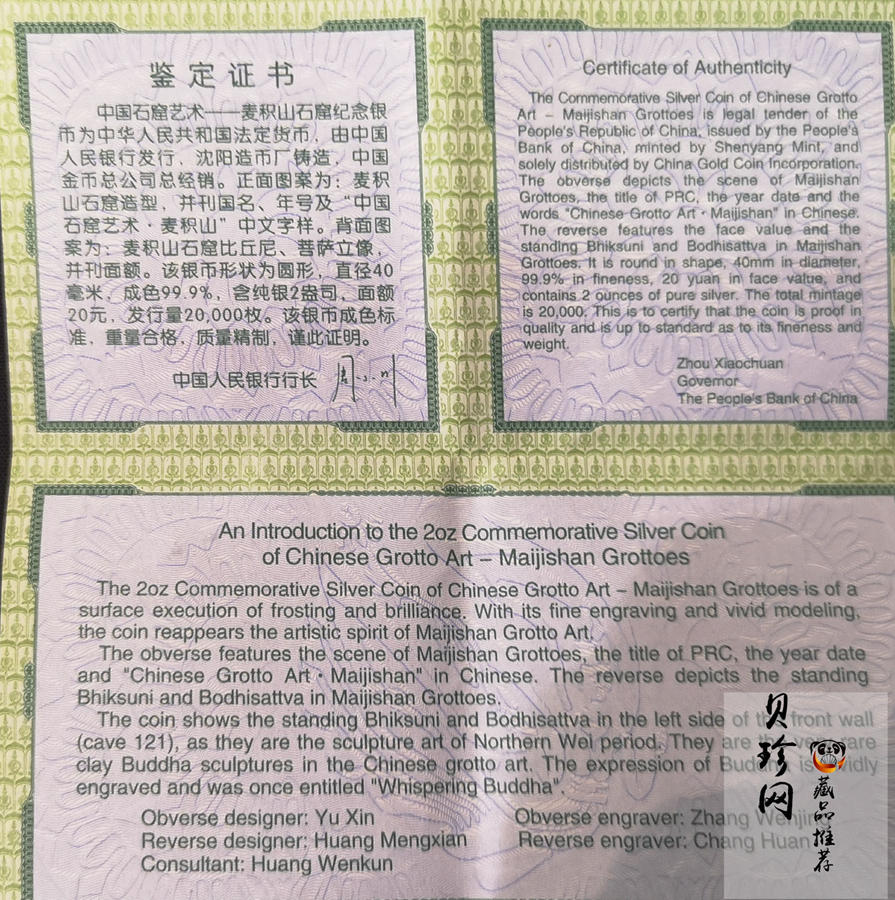 鉴定证书
中国石窟艺术——麦积山石窟纪念银
币为中华人民共和国法定货币，由中国
人民银行发行，沈阳造币厂铸造，中国
金币总公司总经销。正面图案为：麦积
山石窟造型，并刊国名、年号及“中国
石窟艺术·麦积山”中文字样。背面图
案为：麦积山石窟比丘尼、菩萨立像，
并刊面额。该银币形状为圆形，直径40
毫米，成色99.9%，含纯银2盎司，面额
20元，发行量20,000枚。该银币成色标
准，重量合格，质量精制，谨此证明。
中国人民银行行长
Certificate of Authenticity
The Commemorative Silver Coin of Chinese Grotto
Art – Maijishan Grottoes is legal tender of the
People's Republic of China, issued by the People's
Bank of China, minted by Shenyang Mint, and
solely distributed by China Gold Coin Incorporation.
The obverse depicts the scene of Maijishan
Grottoes, the title of PRC, the year date and the
words "Chinese Grotto Art·Maijishan" in Chinese.
The reverse features the face value and the
standing Bhiksuni and Bodhisattva in Maijishan
Grottoes. It is round in shape, 40mm in diameter,
99.9% in fineness, 20 yuan in face value, and
contains 2 ounces of pure silver. The total mintage
is 20,000. This is to certify that the coin is proof in
quality and is up to standard as to its fineness and
weight.
Zhou Xiaochuan
Governor
The People's Bank of China
An Introduction to the 2oz Commemorative Silver Coin
of Chinese Grotto Art – Maijishan Grottoes
The 2oz Commemorative Silver Coin of Chinese Grotto Art – Maijishan Grottoes is of a
surface execution of frosting and brilliance. With its fine engraving and vivid modeling,
the coin reappears the artistic spirit of Maijishan Grotto Art.
The obverse features the scene of Maijishan Grottoes, the title of PRC, the year date
and "Chinese Grotto Art·Maijishan" in Chinese. The reverse depicts the standing
Bhiksuni and Bodhisattva in Maijishan Grottoes.
The coin shows the standing Bhiksuni and Bodhisattva in the left side of the front wall
(cave 121), as they are the sculpture art of Northern Wei period. They are the very rare
clay Buddha sculptures in the Chinese grotto art. The expression of Buddha is vividly
engraved and was once entitled "Whispering Buddha".
Obverse designer: Yu Xin
Obverse engraver: Zhang Wenjing
Reverse designer: Huang Mengxian
Reverse engraver: Chang Huan
Consultant: Huang Wenkun
贝珍网
藏品推荐